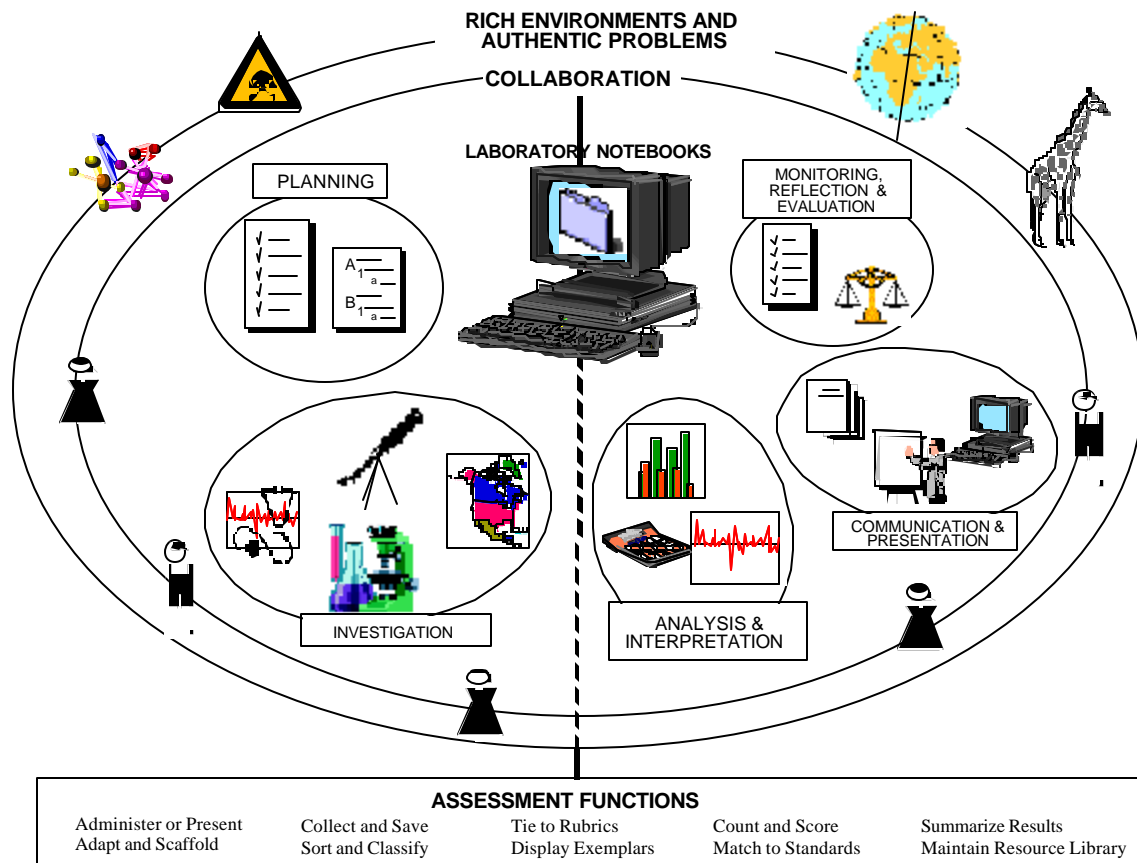 RICH ENVIRONMENTS AND
AUTHENTIC PROBLEMS
COLLABORATION
LABORATORY NOTEBOOKS
PLANNING
A
1
a
B
1
a
MONITORING,
REFLECTION &
EVALUATION
COMMUNICATION &
PRESENTATION
INVESTIGATION
ANALYSIS &
INTERPRETATION
ASSESSMENT FUNCTIONS
Administer or Present
Adapt and Scaffold
Collect and Save
Sort and Classify
Tie to Rubrics
Display Exemplars
Count and Score
Match to Standards
Summarize Results
Maintain Resource Library